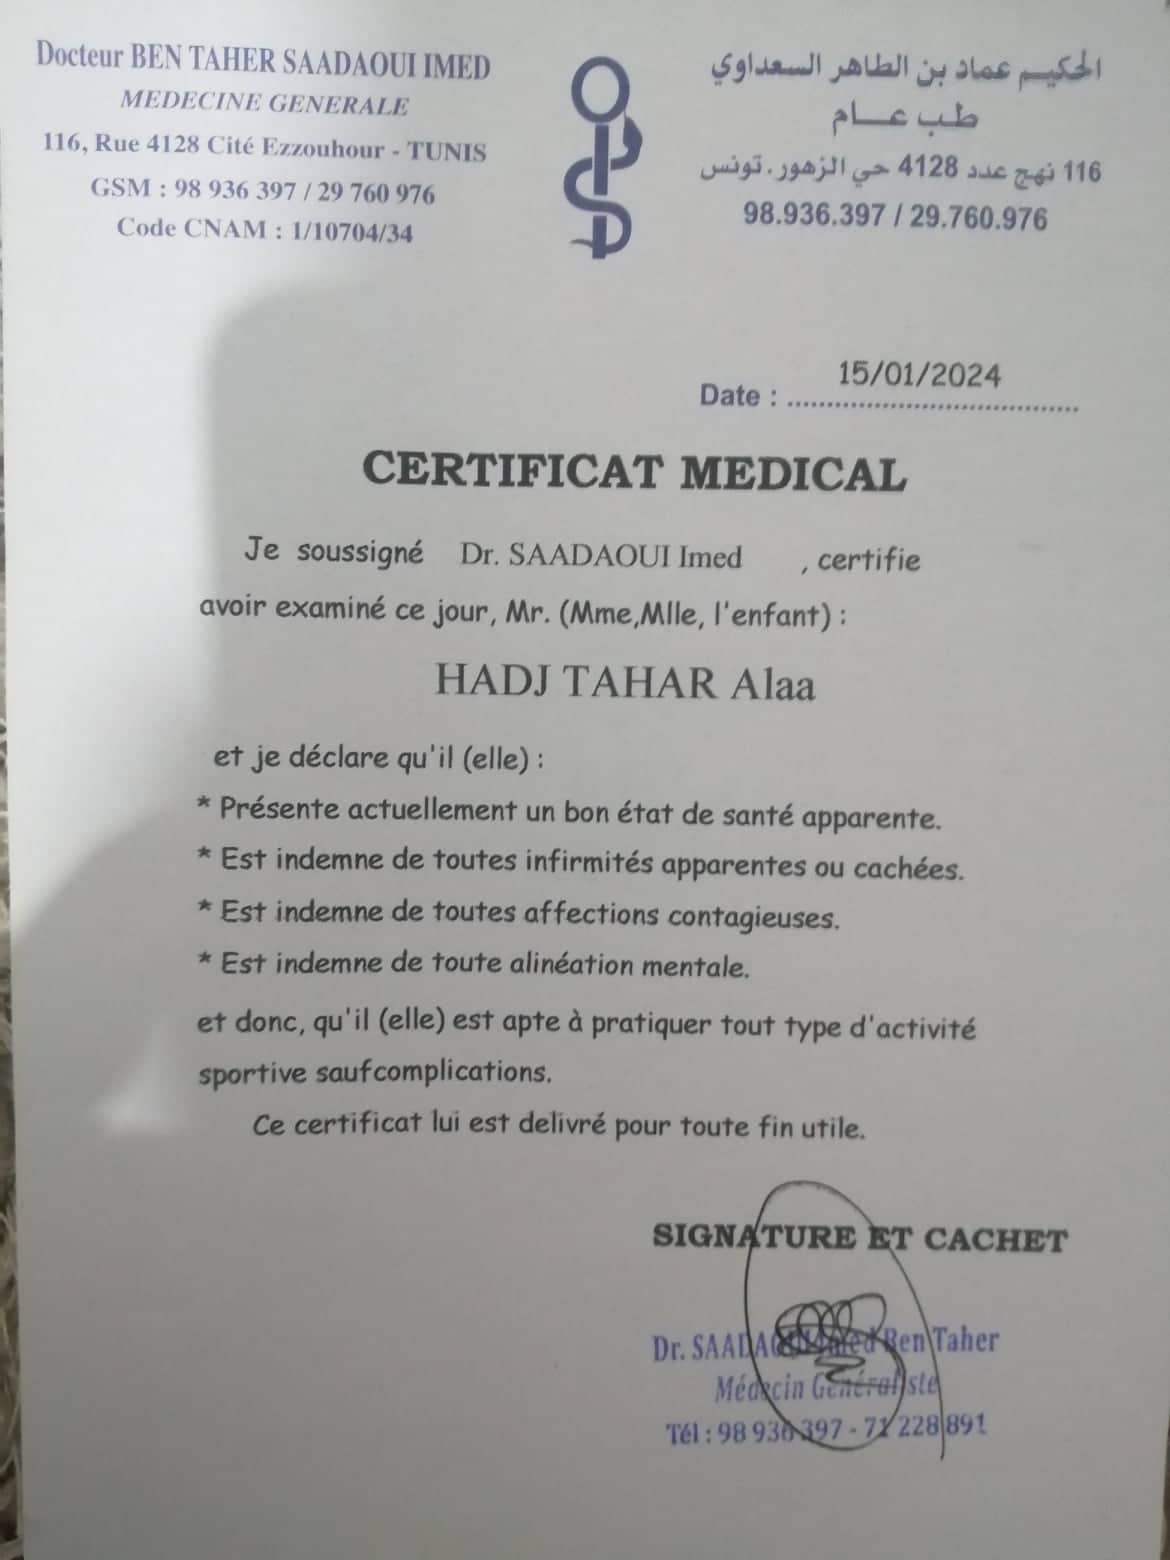 Docteur BEN TAHER SAADAOUI IMED
MEDECINE GENERALE
116, Rue 4128 Cité Ezzouhour - TUNIS
GSM : 98 936 397 / 29 760 976
Code CNAM : 1/10704/34
الحكيم عماد بن الطاهر السعداوي
طب عام
116 نهج عدد 4128 حي الزهور . تونس
98.936.397 / 29.760.976
15/01/2024
Date : ....................................
CERTIFICAT MEDICAL
Je soussigné Dr. SAADAOUI Imed , certifie
avoir examiné ce jour, Mr. (Mme,Mlle, l'enfant) :
HADJ TAHAR Alaa
et je déclare qu'il (elle) :
* Présente actuellement un bon état de santé apparente.
* Est indemne de toutes infirmités apparentes ou cachées.
* Est indemne de toutes affections contagieuses.
* Est indemne de toute alinéation mentale.
et donc, qu'il (elle) est apte à pratiquer tout type d'activité
sportive saufcomplications.
Ce certificat lui est delivré pour toute fin utile.
SIGNATURE ET CACHET
Dr. SAADAOUI Imed Ben Taher
Médecin Généraliste
Tél : 98 936 397 - 71 228 891